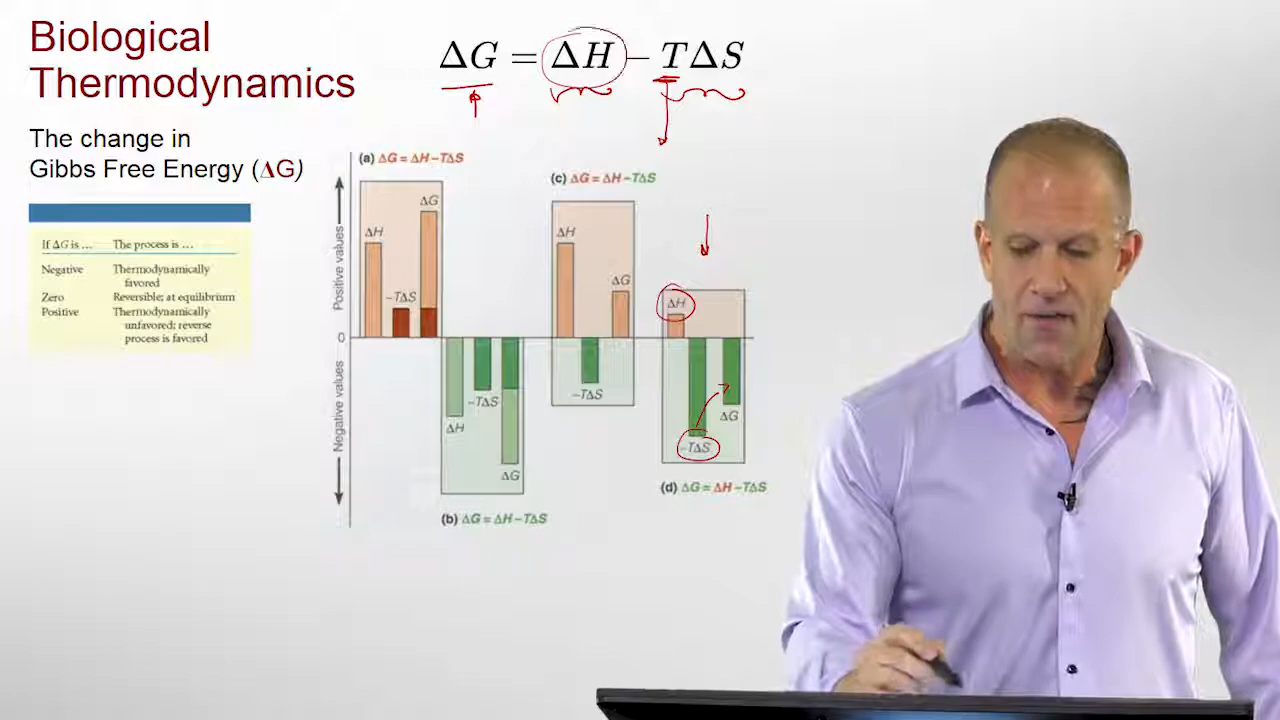 Biological
Thermodynamics
The change in
Gibbs Free Energy (ΔG)
ΔG = ΔH − TΔS
If ΔG is ... The process is ...
Negative Thermodynamically
favored
Zero Reversible; at equilibrium
Positive Thermodynamically
unfavored; reverse
process is favored
Positive values
0
Negative values
(a) ΔG = ΔH−TΔS
ΔH
−TΔS
ΔG
ΔH
−TΔS
ΔG
(b) ΔG = ΔH−TΔS
(c) ΔG = ΔH−TΔS
ΔH
−TΔS
ΔG
ΔH
−TΔS
ΔG
(d) ΔG = ΔH−TΔS